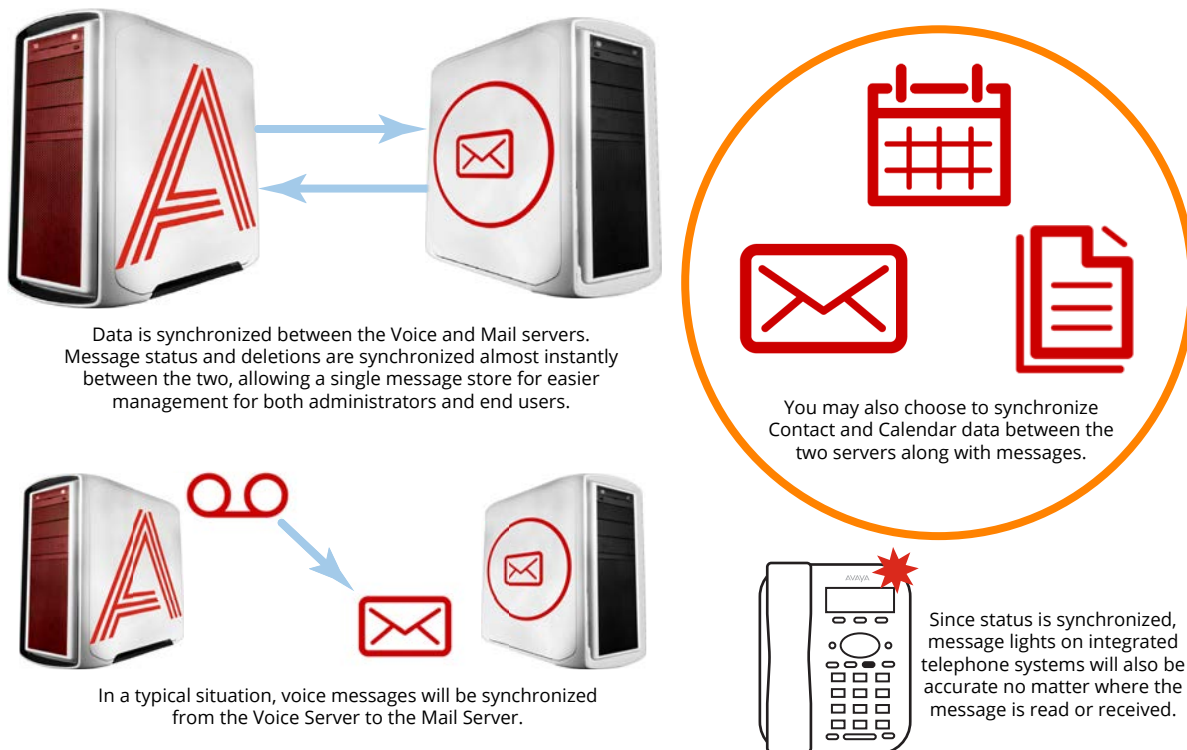 Data is synchronized between the Voice and Mail servers.
Message status and deletions are synchronized almost instantly
between the two, allowing a single message store for easier
management for both administrators and end users.
You may also choose to synchronize
Contact and Calendar data between the
two servers along with messages.
In a typical situation, voice messages will be synchronized
from the Voice Server to the Mail Server.
AVAYA
Since status is synchronized,
message lights on integrated
telephone systems will also be
accurate no matter where the
message is read or received.